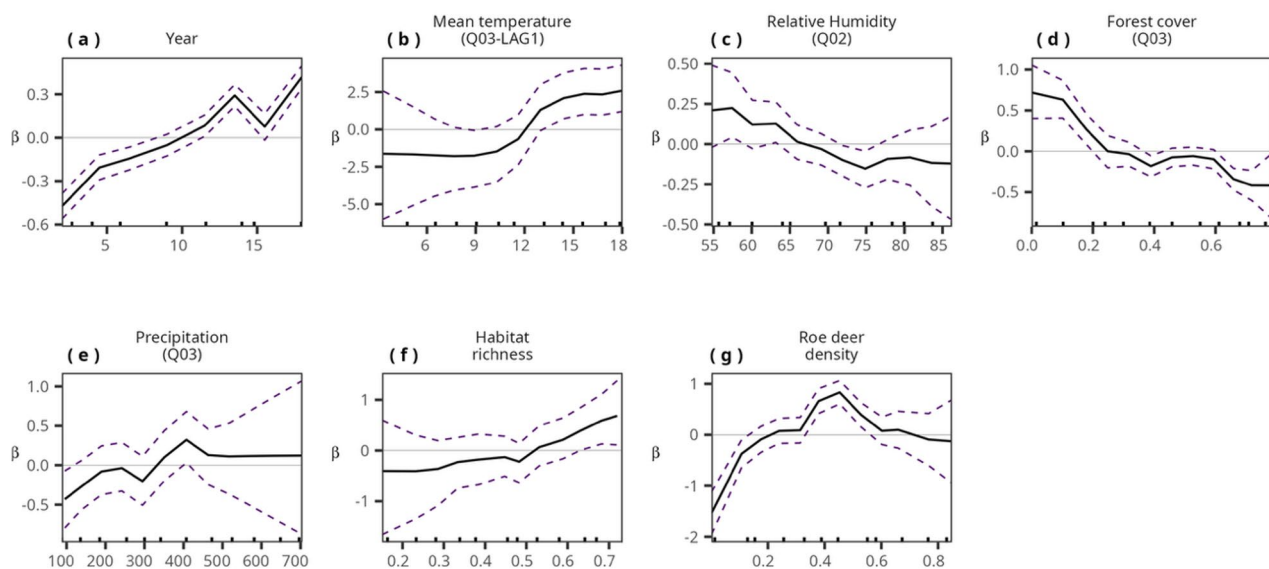 ( a ) Year
0.3
0.0
-0.3
-0.6
β
5 10 15
( b ) Mean temperature
(Q03-LAG1)
2.5
0.0
-2.5
-5.0
β
6 9 12 15 18
( c ) Relative Humidity
(Q02)
0.50
0.25
0.00
-0.25
-0.50
β
55 60 65 70 75 80 85
( d ) Forest cover
(Q03)
1.0
0.5
0.0
-0.5
β
0.0 0.2 0.4 0.6
( e ) Precipitation
(Q03)
1.0
0.5
0.0
-0.5
β
100 200 300 400 500 600 700
( f ) Habitat
richness
1
0
-1
β
0.2 0.3 0.4 0.5 0.6 0.7
( g ) Roe deer
density
1
0
-1
-2
β
0.2 0.4 0.6 0.8